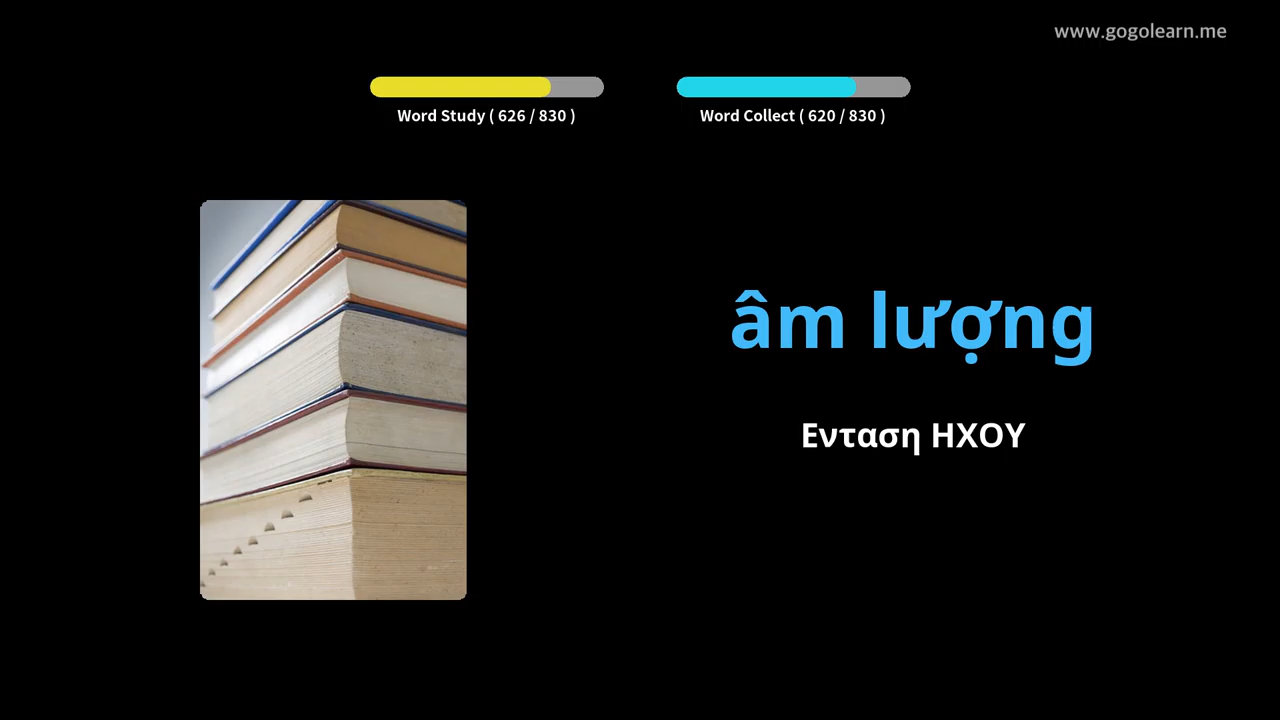 www.gogolearn.me
Word Study ( 626 / 830 )
Word Collect ( 620 / 830 )
âm lượng
Ενταση ΗΧΟΥ